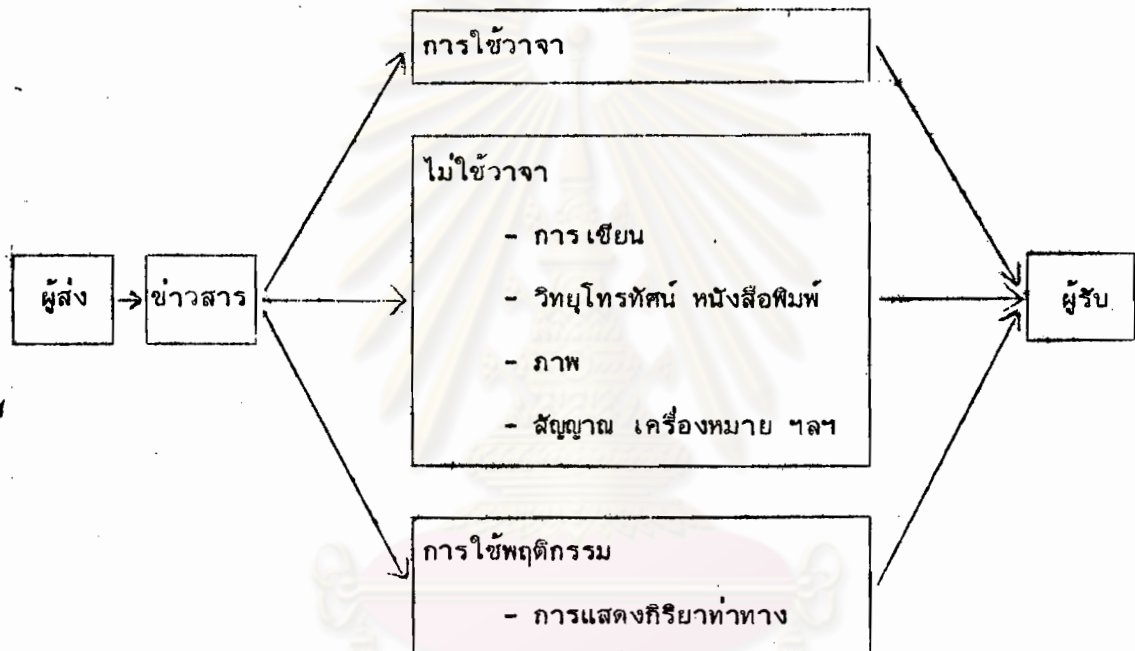 การใช้วาจา
ไม่ใช้วาจา
- การเขียน
- วิทยุโทรทัศน์ หนังสือพิมพ์
- ภาพ
- สัญญาณ เครื่องหมาย ฯลฯ
ผู้ส่ง
ข่าวสาร
ผู้รับ
การใช้พฤติกรรม
- การแสดงกิริยาท่าทาง